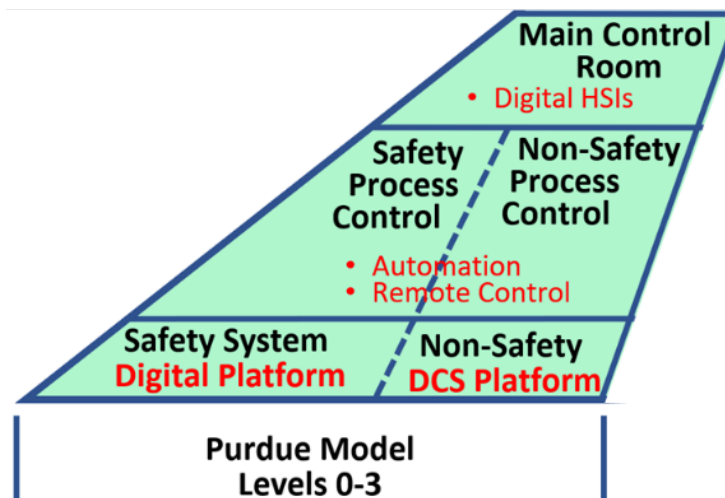 Main Control
Room
• Digital HSIs
Safety
Process
Control
Non-Safety
Process
Control
• Automation
• Remote Control
Safety System
Digital Platform
Non-Safety
DCS Platform
Purdue Model
Levels 0-3